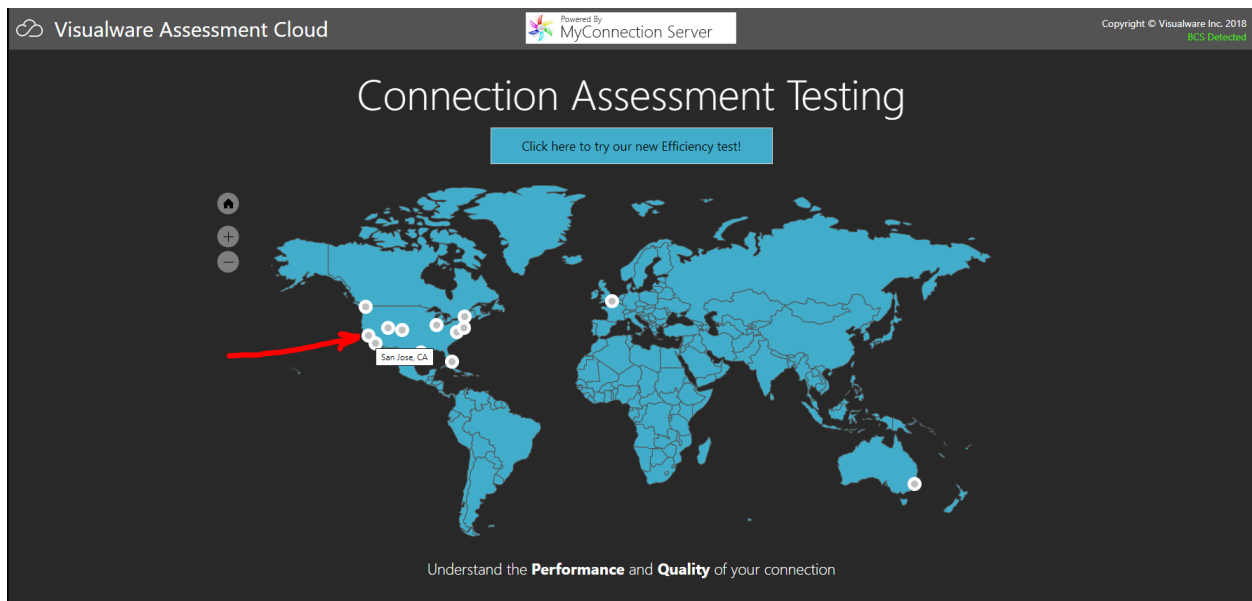 Visualware Assessment Cloud
Powered By
MyConnection Server
Copyright © Visualware Inc. 2018
BCS Detected
Connection Assessment Testing
Click here to try our new Efficiency test!
San Jose, CA
Understand the Performance and Quality of your connection